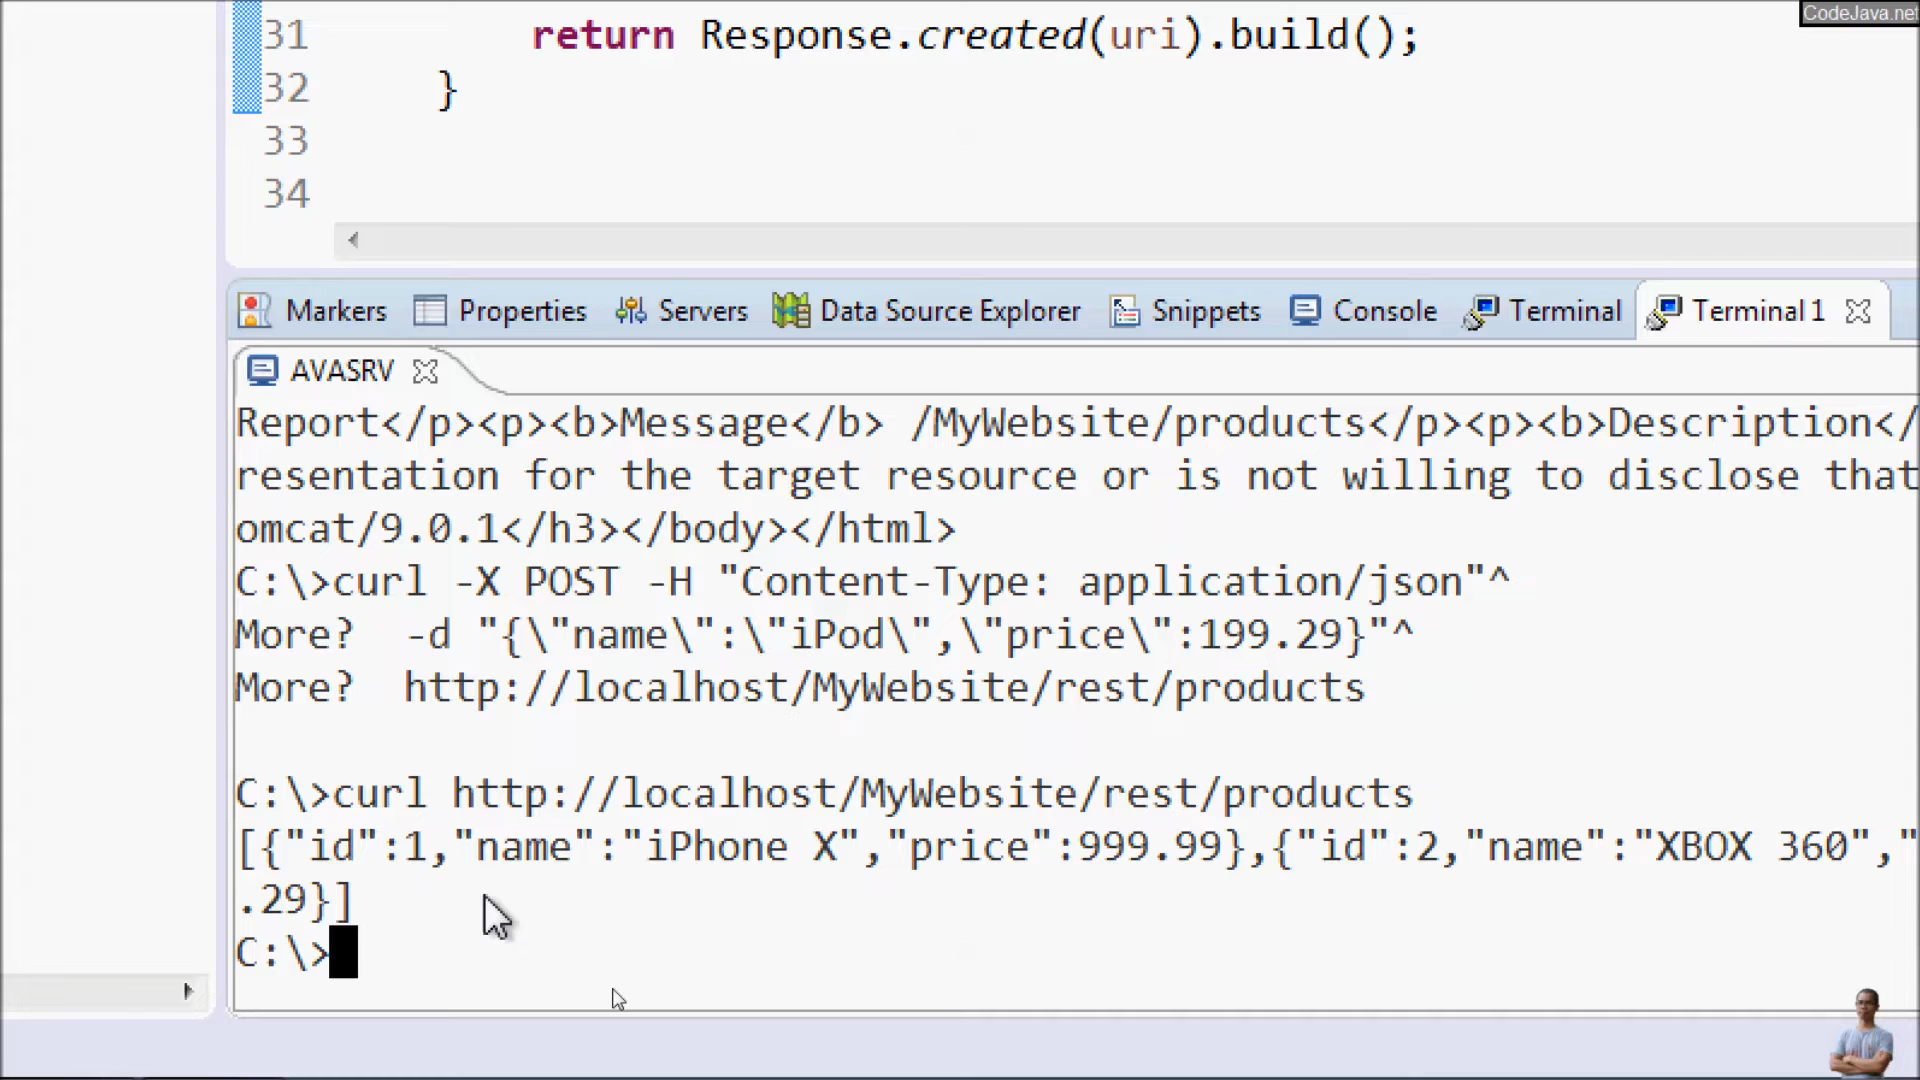 CodeJava.net
31 return Response.created(uri).build();
32 }
33
34
Markers Properties Servers Data Source Explorer Snippets Console Terminal Terminal 1
AVASRV
Report</p><p><b>Message</b> /MyWebsite/products</p><p><b>Description</
resentation for the target resource or is not willing to disclose that
omcat/9.0.1</h3></body></html>
C:\>curl -X POST -H "Content-Type: application/json"^
More?  -d "{\"name\":\"iPod\",\"price\":199.29}"^
More?  http://localhost/MyWebsite/rest/products
C:\>curl http://localhost/MyWebsite/rest/products
[{"id":1,"name":"iPhone X","price":999.99},{"id":2,"name":"XBOX 360","
.29}]
C:\>